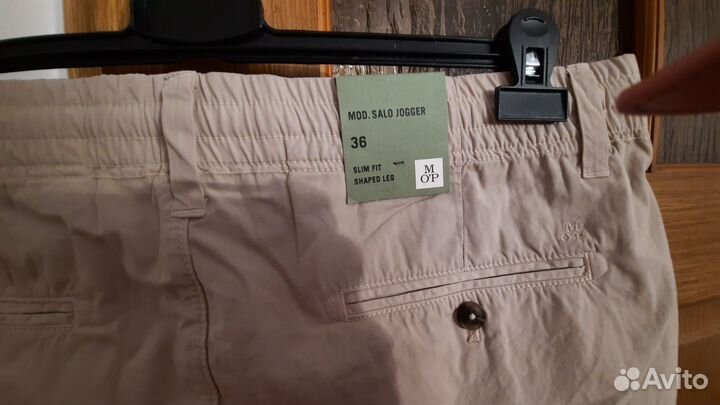 MOD. SALO JOGGER
36
SLIM FIT
SHAPED LEG
M
O'P
M
O'P
Avito